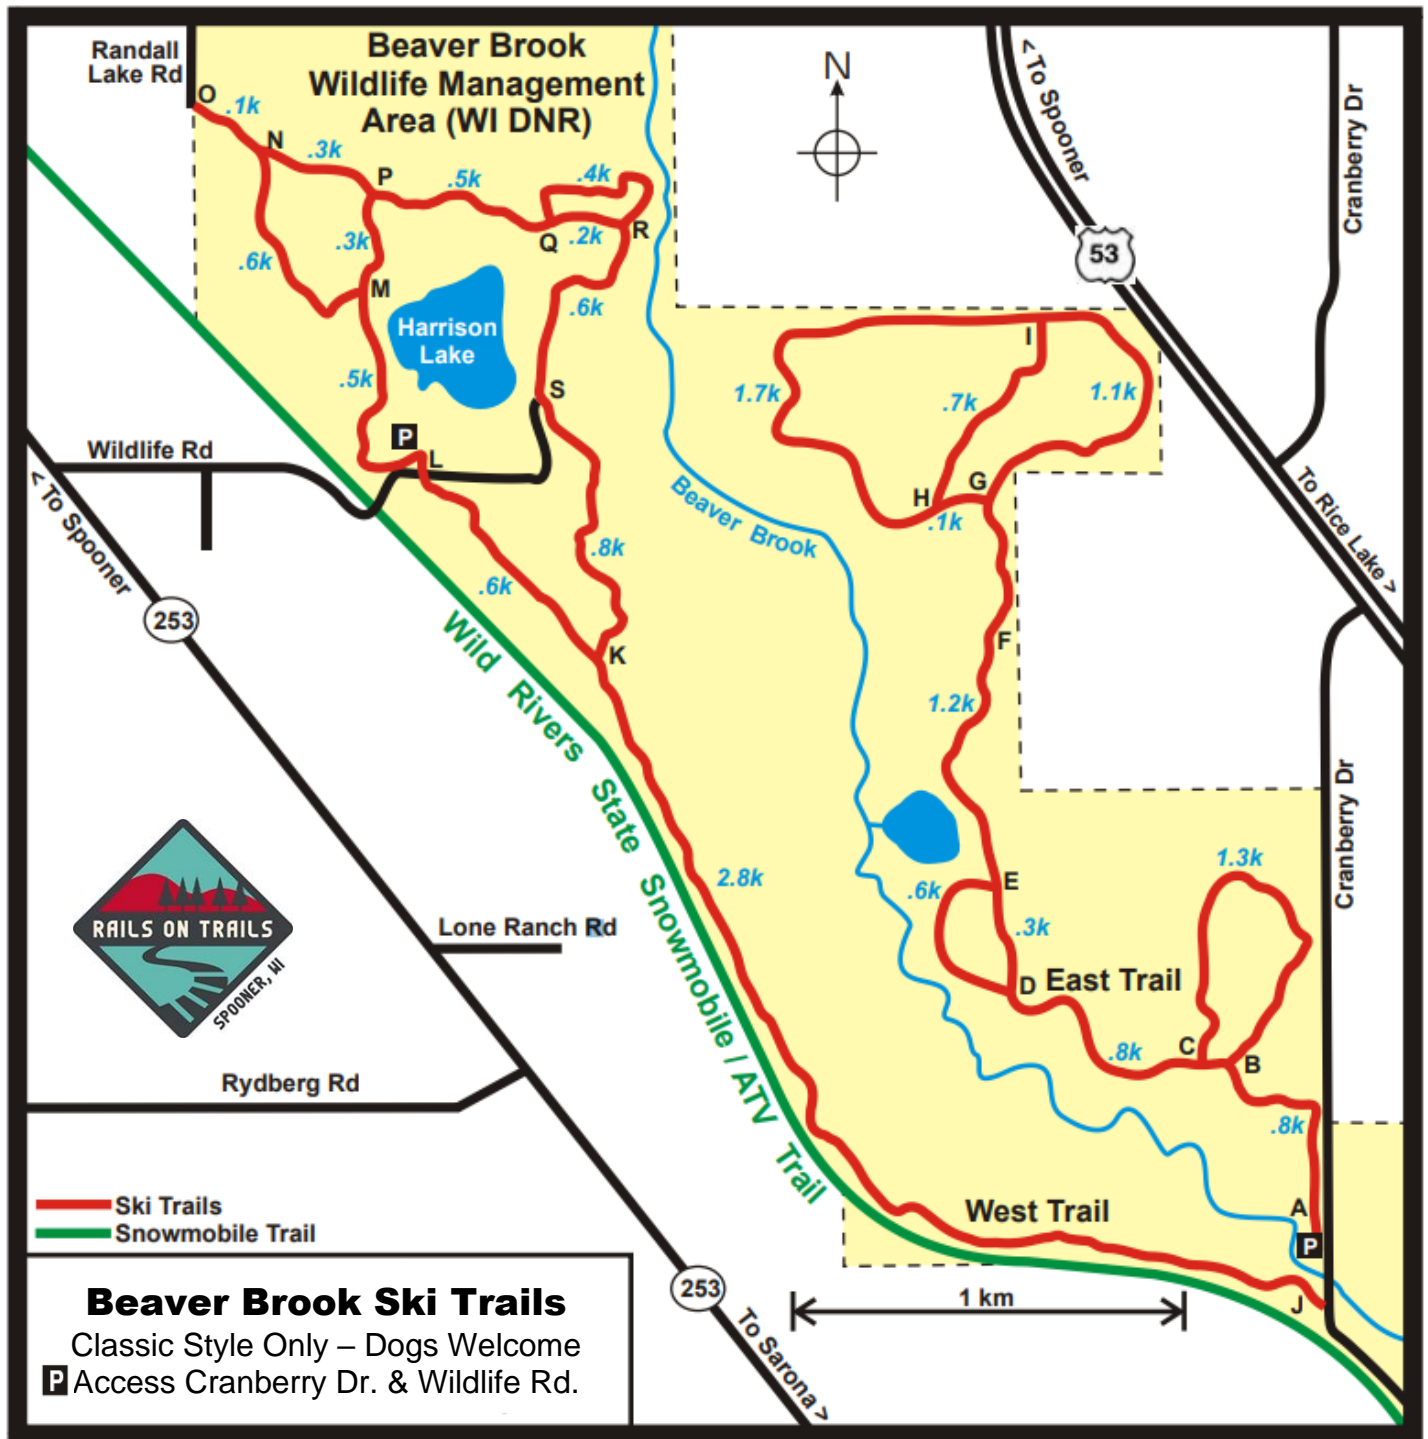 Randall
Lake Rd
Beaver Brook
Wildlife Management
Area (WI DNR)
N
< To Spooner
Cranberry Dr
O
.1k
N
.3k
P
.5k
.4k
Q
.2k
R
.6k
.3k
M
.6k
53
Harrison
Lake
.5k
S
I
1.7k
.7k
1.1k
P
L
Wildlife Rd
< To Spooner
H
G
.1k
Beaver Brook
To Rice Lake >
.8k
.6k
253
K
F
Wild Rivers State Snowmobile / ATV Trail
1.2k
Cranberry Dr
2.8k
1.3k
.6k
E
.3k
D
East Trail
RAILS ON TRAILS
SPOONER, WI
Lone Ranch Rd
.8k
C
B
Rydberg Rd
.8k
A
West Trail
P
J
Ski Trails
Snowmobile Trail
1 km
253
To Sarona >
Beaver Brook Ski Trails
Classic Style Only – Dogs Welcome
P Access Cranberry Dr. & Wildlife Rd.